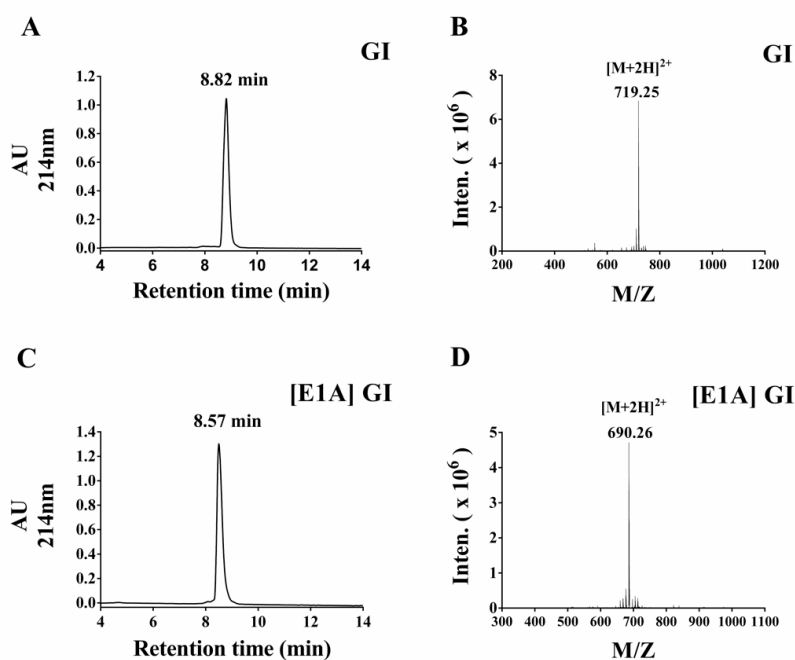 A
GI
8.82 min
AU
214nm
1.2
1.0
0.8
0.6
0.4
0.2
0.0
4 6 8 10 12 14
Retention time (min)
B
GI
[M+2H]2+
719.25
Inten. ( x 10^6 )
8
6
4
2
0
200 400 600 800 1000 1200
M/Z
C
[E1A] GI
8.57 min
AU
214nm
1.4
1.2
1.0
0.8
0.6
0.4
0.2
0.0
4 6 8 10 12 14
Retention time (min)
D
[E1A] GI
[M+2H]2+
690.26
Inten. ( x 10^6 )
5
4
3
2
1
0
300 400 500 600 700 800 900 1000 1100
M/Z